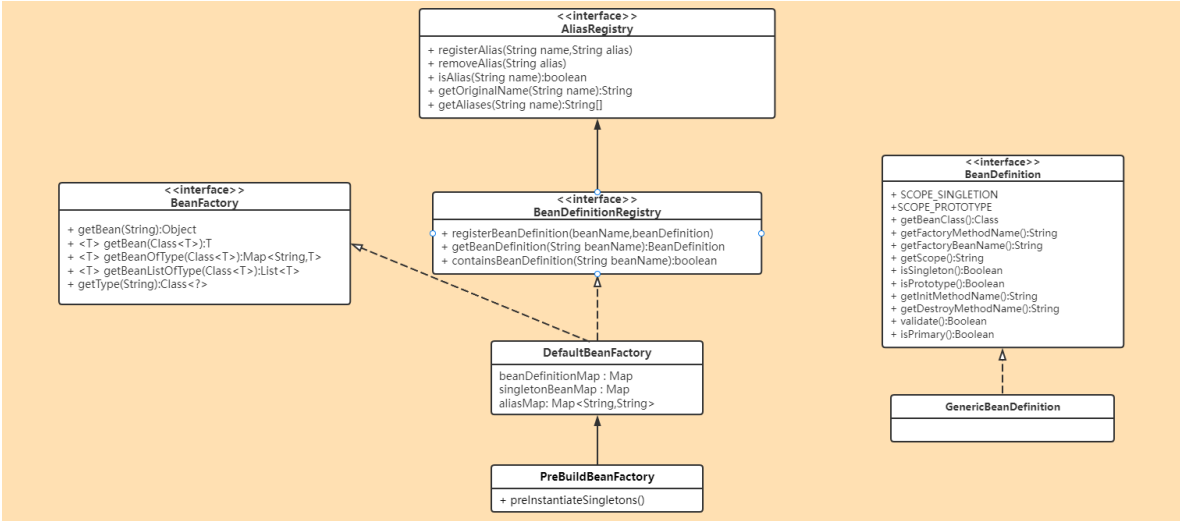 <<interface>>
AliasRegistry
+ registerAlias(String name,String alias)
+ removeAlias(String alias)
+ isAlias(String name):boolean
+ getOriginalName(String name):String
+ getAliases(String name):String[]
<<interface>>
BeanFactory
+ getBean(String):Object
+ <T> getBean(Class<T>):T
+ <T> getBeanOfType(Class<T>):Map<String,T>
+ <T> getBeanListOfType(Class<T>):List<T>
+ getType(String):Class<?>
<<interface>>
BeanDefinitionRegistry
+ registerBeanDefinition(beanName,beanDefinition)
+ getBeanDefinition(String beanName):BeanDefinition
+ containsBeanDefinition(String beanName):boolean
<<interface>>
BeanDefinition
+ SCOPE_SINGLETION
+SCOPE_PROTOTYPE
+ getBeanClass():Class
+ getFactoryMethodName():String
+ getFactoryBeanName():String
+ getScope():String
+ isSingleton():Boolean
+ isPrototype():Boolean
+ getInitMethodName():String
+ getDestroyMethodName():String
+ validate():Boolean
+ isPrimary():Boolean
DefaultBeanFactory
beanDefinitionMap : Map
singletonBeanMap : Map
aliasMap: Map<String,String>
GenericBeanDefinition
PreBuildBeanFactory
+ preInstantiateSingletons()